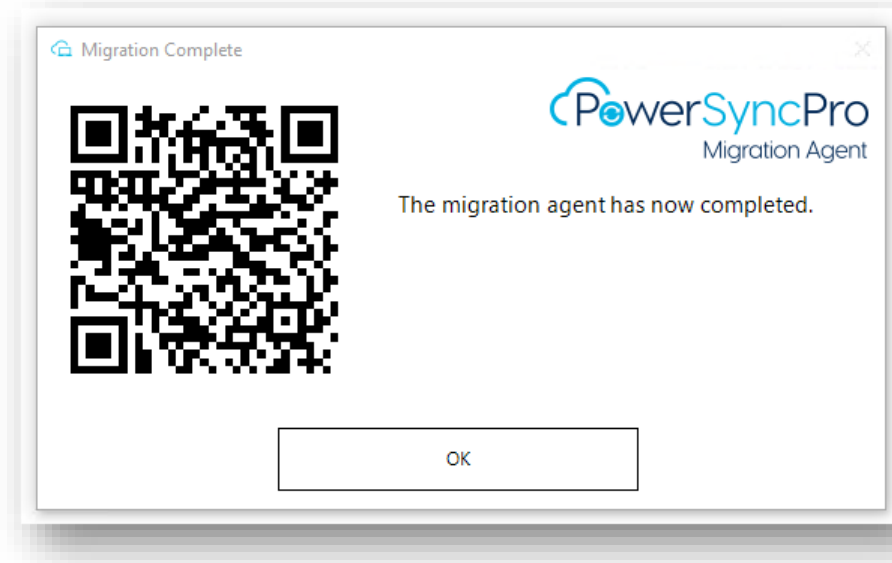 Migration Complete
PowerSyncPro
Migration Agent
The migration agent has now completed.
OK